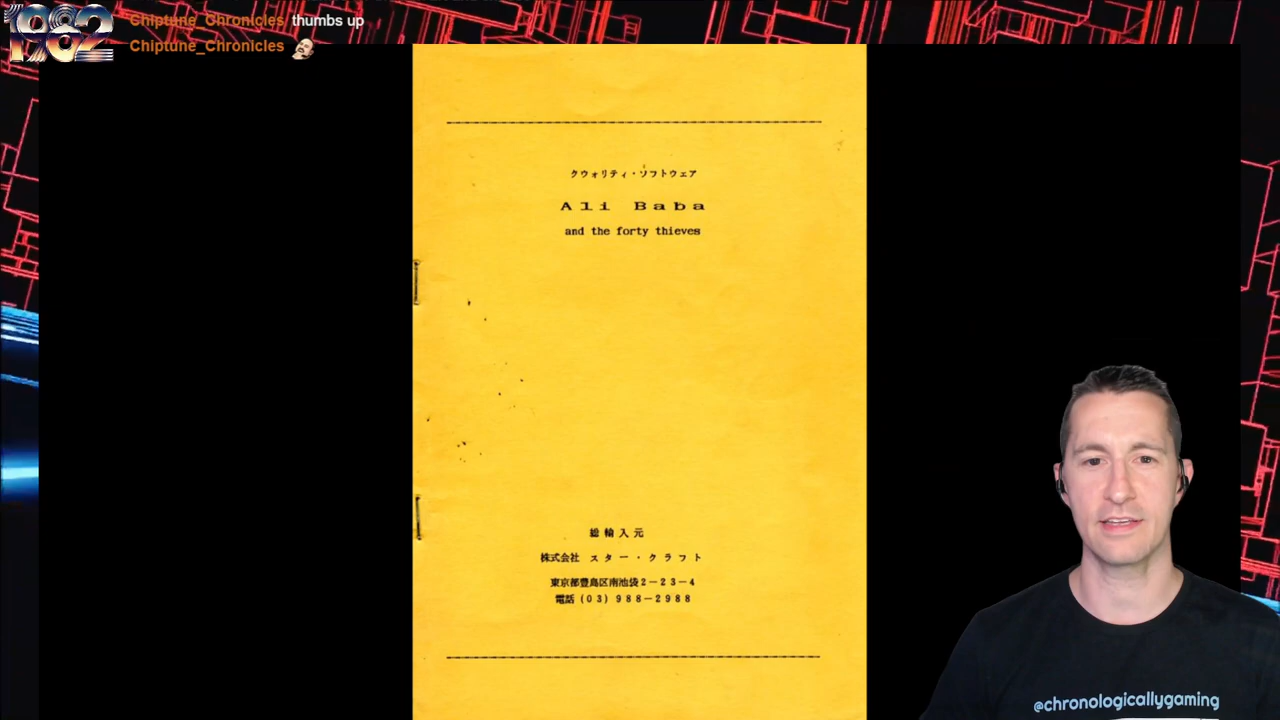 1982
Chiptune_Chronicles thumbs up
Chiptune_Chronicles
クウォリティ・ソフトウェア
Ali Baba
and the forty thieves
総輸入元
株式会社 スター・クラフト
東京都豊島区南池袋2−23−4
電話(03)988−2988
@chronologicallygaming